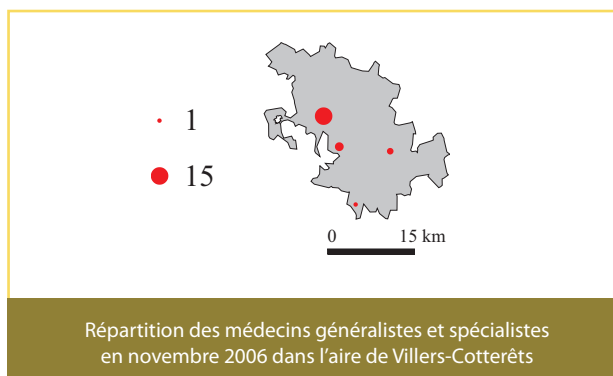 1
15
0 15 km
Répartition des médecins généralistes et spécialistes
en novembre 2006 dans l'aire de Villers-Cotterêts